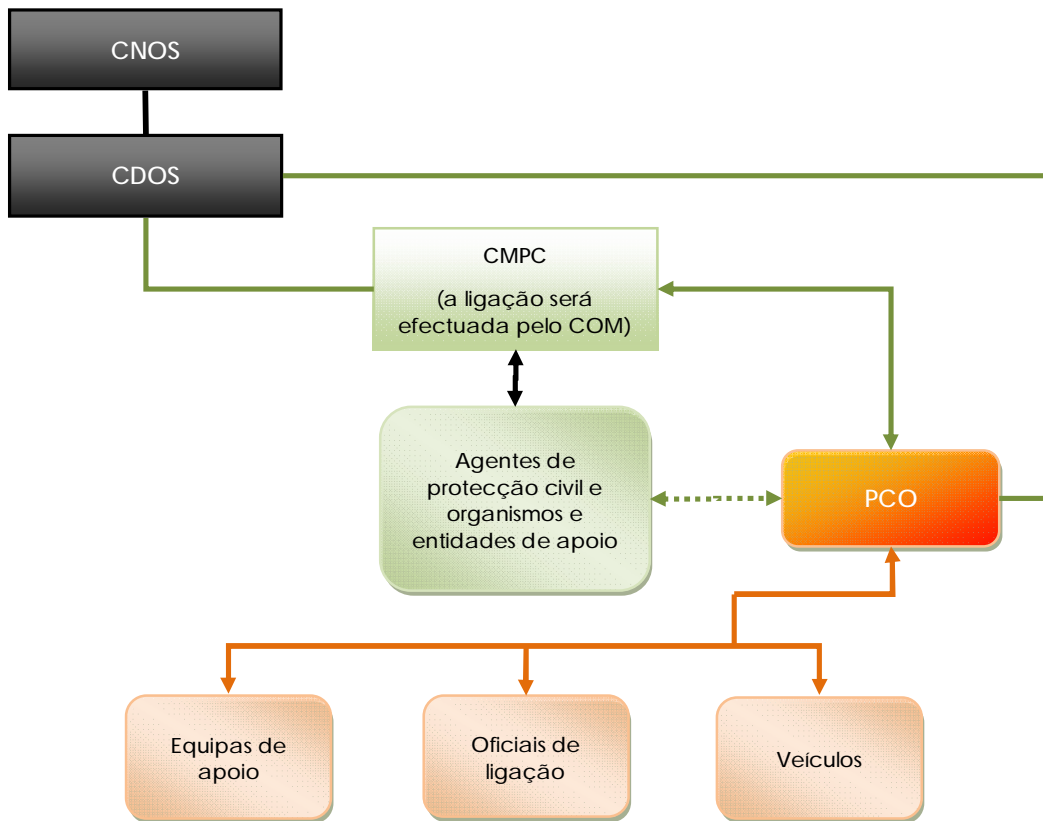 CNOS
CDOS
CMPC
(a ligação será
efectuada pelo COM)
Agentes de
protecção civil e
organismos e
entidades de apoio
PCO
Equipas de
apoio
Oficiais de
ligação
Veículos